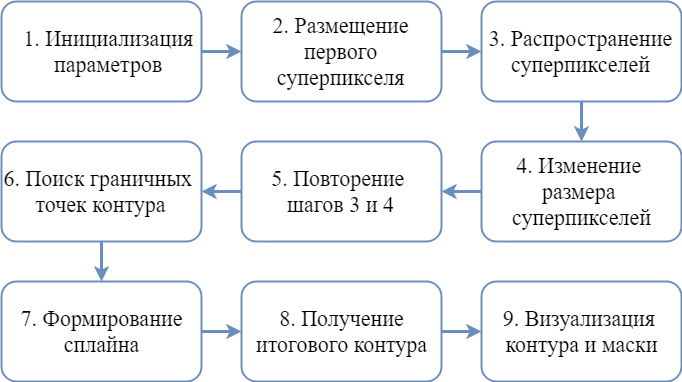 1. Инициализация
параметров
2. Размещение
первого
суперпикселя
3. Распространение
суперпикселей
4. Изменение
размера
суперпикселей
5. Повторение
шагов 3 и 4
6. Поиск граничных
точек контура
7. Формирование
сплайна
8. Получение
итогового контура
9. Визуализация
контура и маски